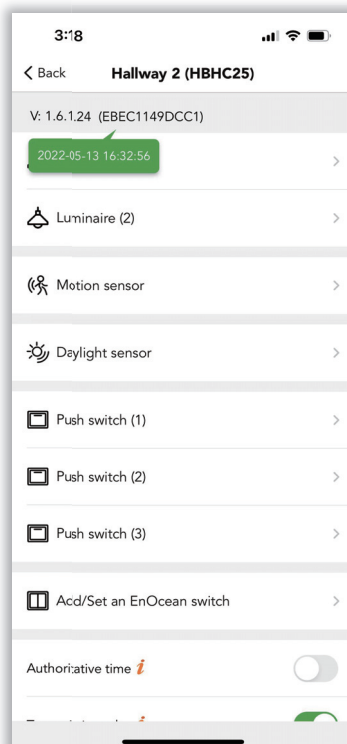 3:18
Back
Hallway 2 (HBHC25)
V: 1.6.1.24 (EBEC1149DCC1)
2022-05-13 16:32:56
Luminaire (2)
Motion sensor
Daylight sensor
Push switch (1)
Push switch (2)
Push switch (3)
Add/Set an EnOcean switch
Authoritative time i